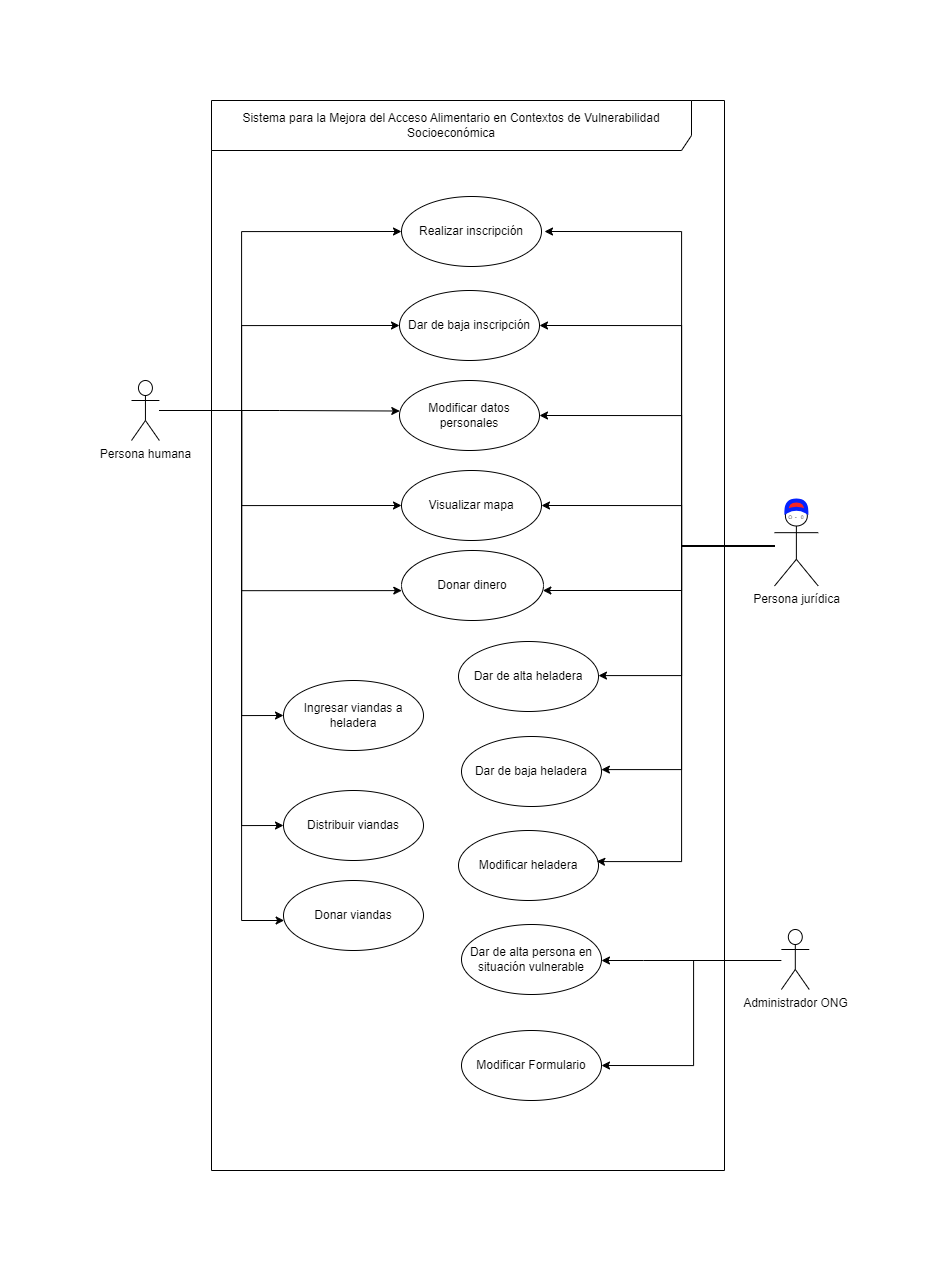 Sistema para la Mejora del Acceso Alimentario en Contextos de Vulnerabilidad
Socioeconómica
Realizar inscripción
Dar de baja inscripción
Modificar datos
personales
Persona humana
Visualizar mapa
Donar dinero
Persona jurídica
Dar de alta heladera
Ingresar viandas a
heladera
Dar de baja heladera
Distribuir viandas
Modificar heladera
Donar viandas
Dar de alta persona en
situación vulnerable
Administrador ONG
Modificar Formulario